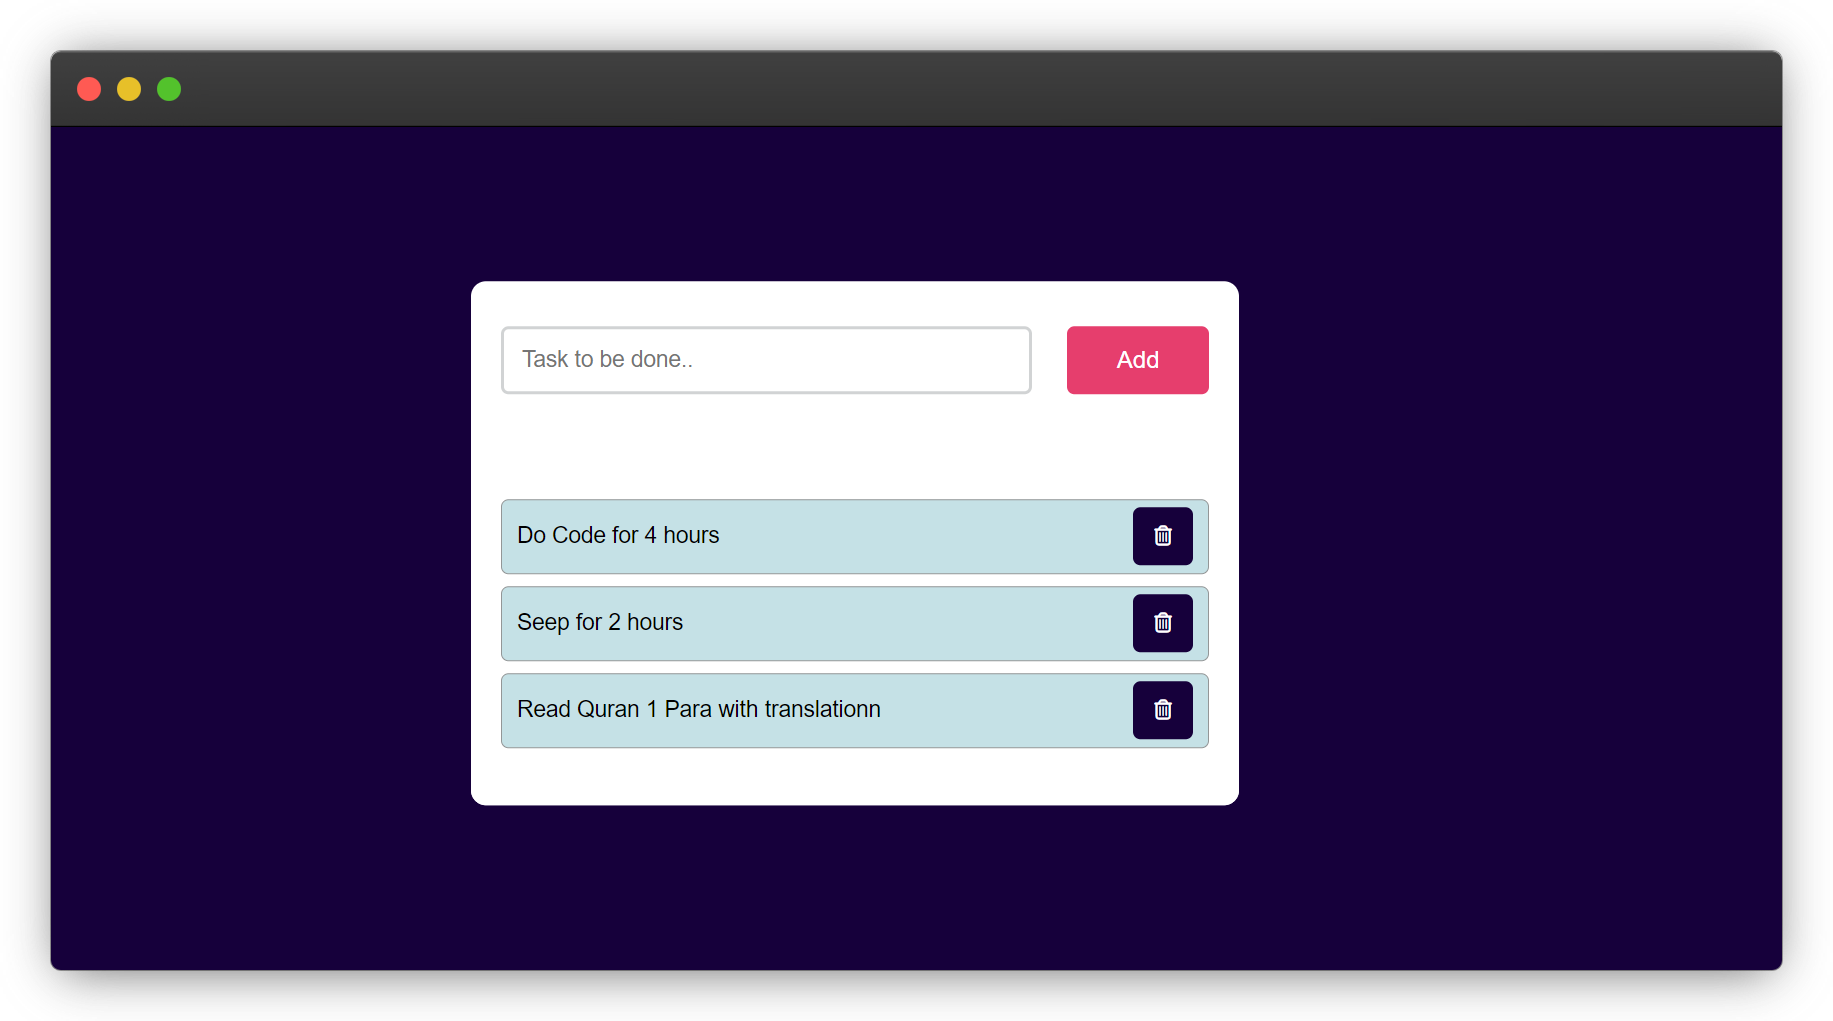 Task to be done..
Add
Do Code for 4 hours
Seep for 2 hours
Read Quran 1 Para with translationn